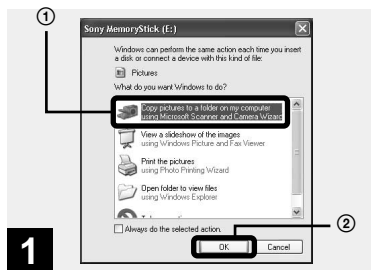 ①
Sony MemoryStick (E:)
Windows can perform the same action each time you insert
a disk or connect a device with this kind of file:
Pictures
What do you want Windows to do?
Copy pictures to a folder on my computer
using Microsoft Scanner and Camera Wizard
View a slideshow of the images
using Windows Picture and Fax Viewer
Print the pictures
using Photo Printing Wizard
Open folder to view files
using Windows Explorer
Always do the selected action.
②
OK
Cancel
1